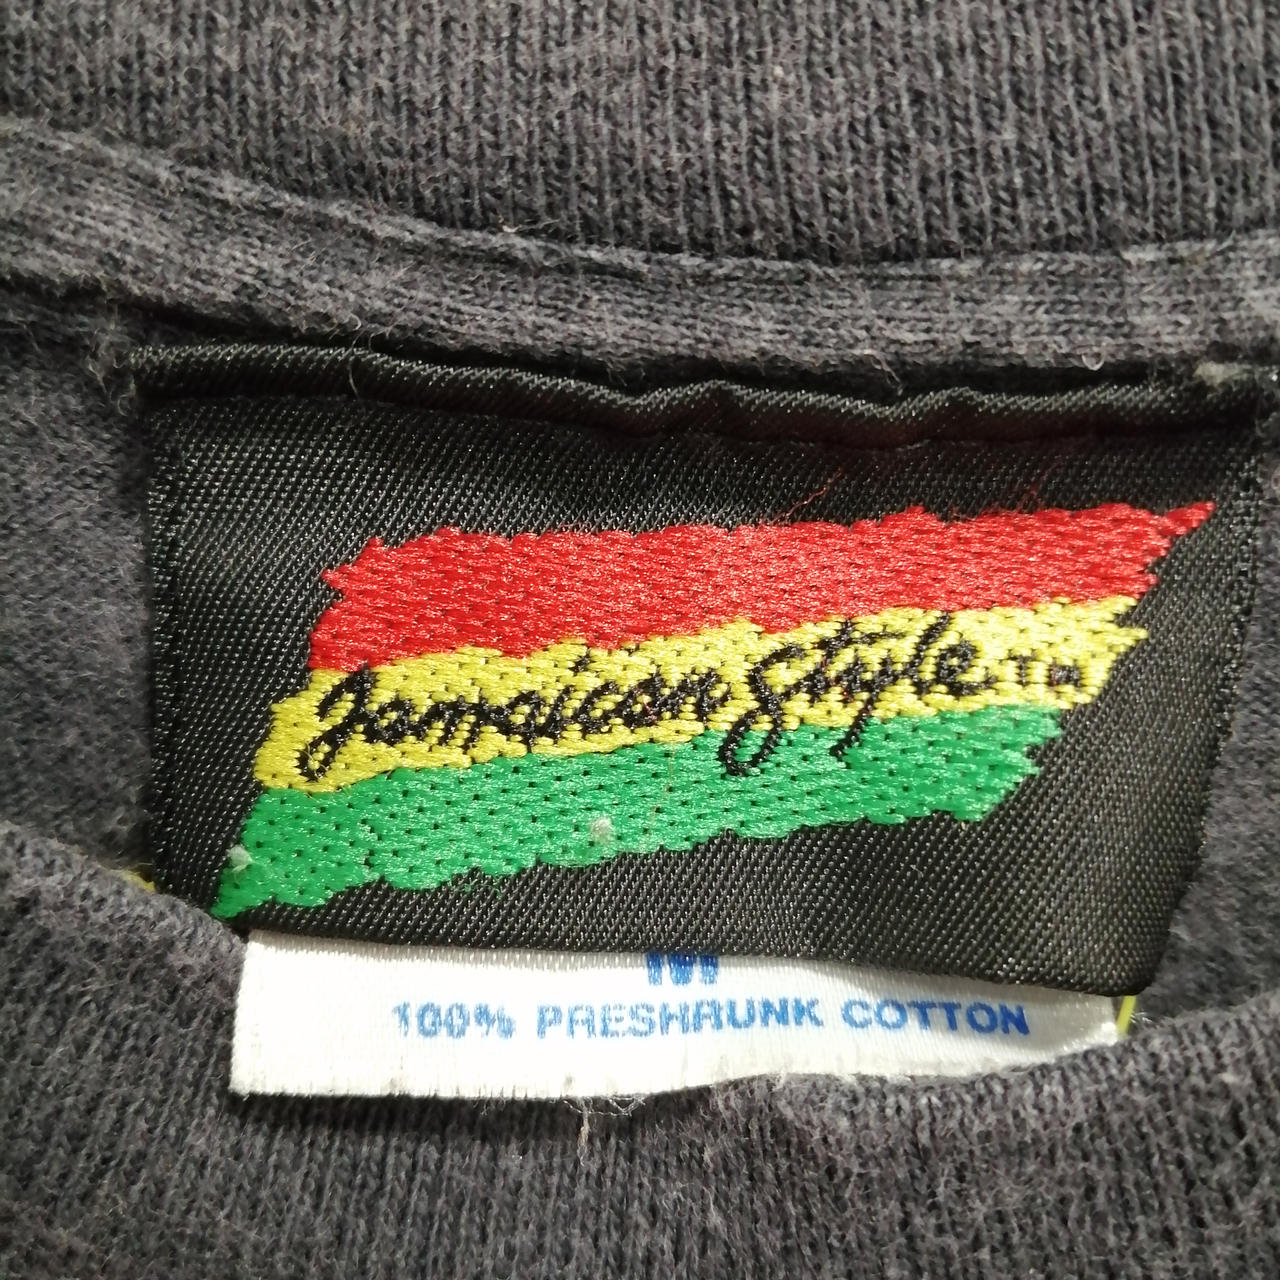 Jamaican Style TM
M
100% PRESHRUNK COTTON